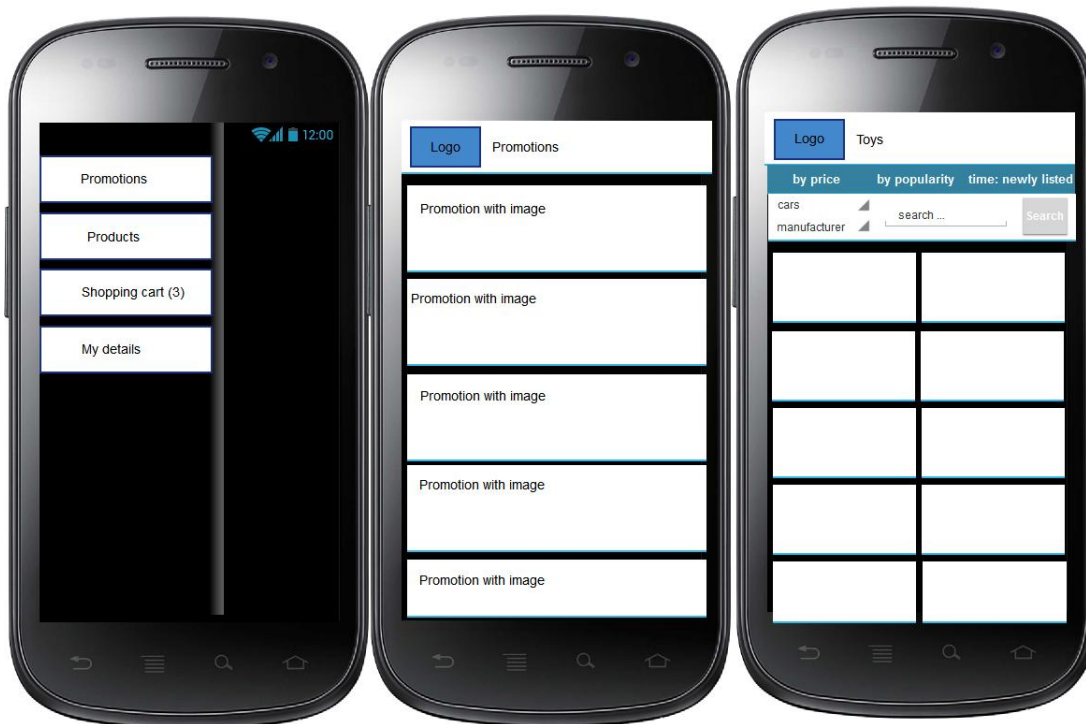 12:00
Promotions
Products
Shopping cart (3)
My details
Logo Promotions
Promotion with image
Promotion with image
Promotion with image
Promotion with image
Promotion with image
Logo Toys
by price by popularity time: newly listed
cars
search ... Search
manufacturer